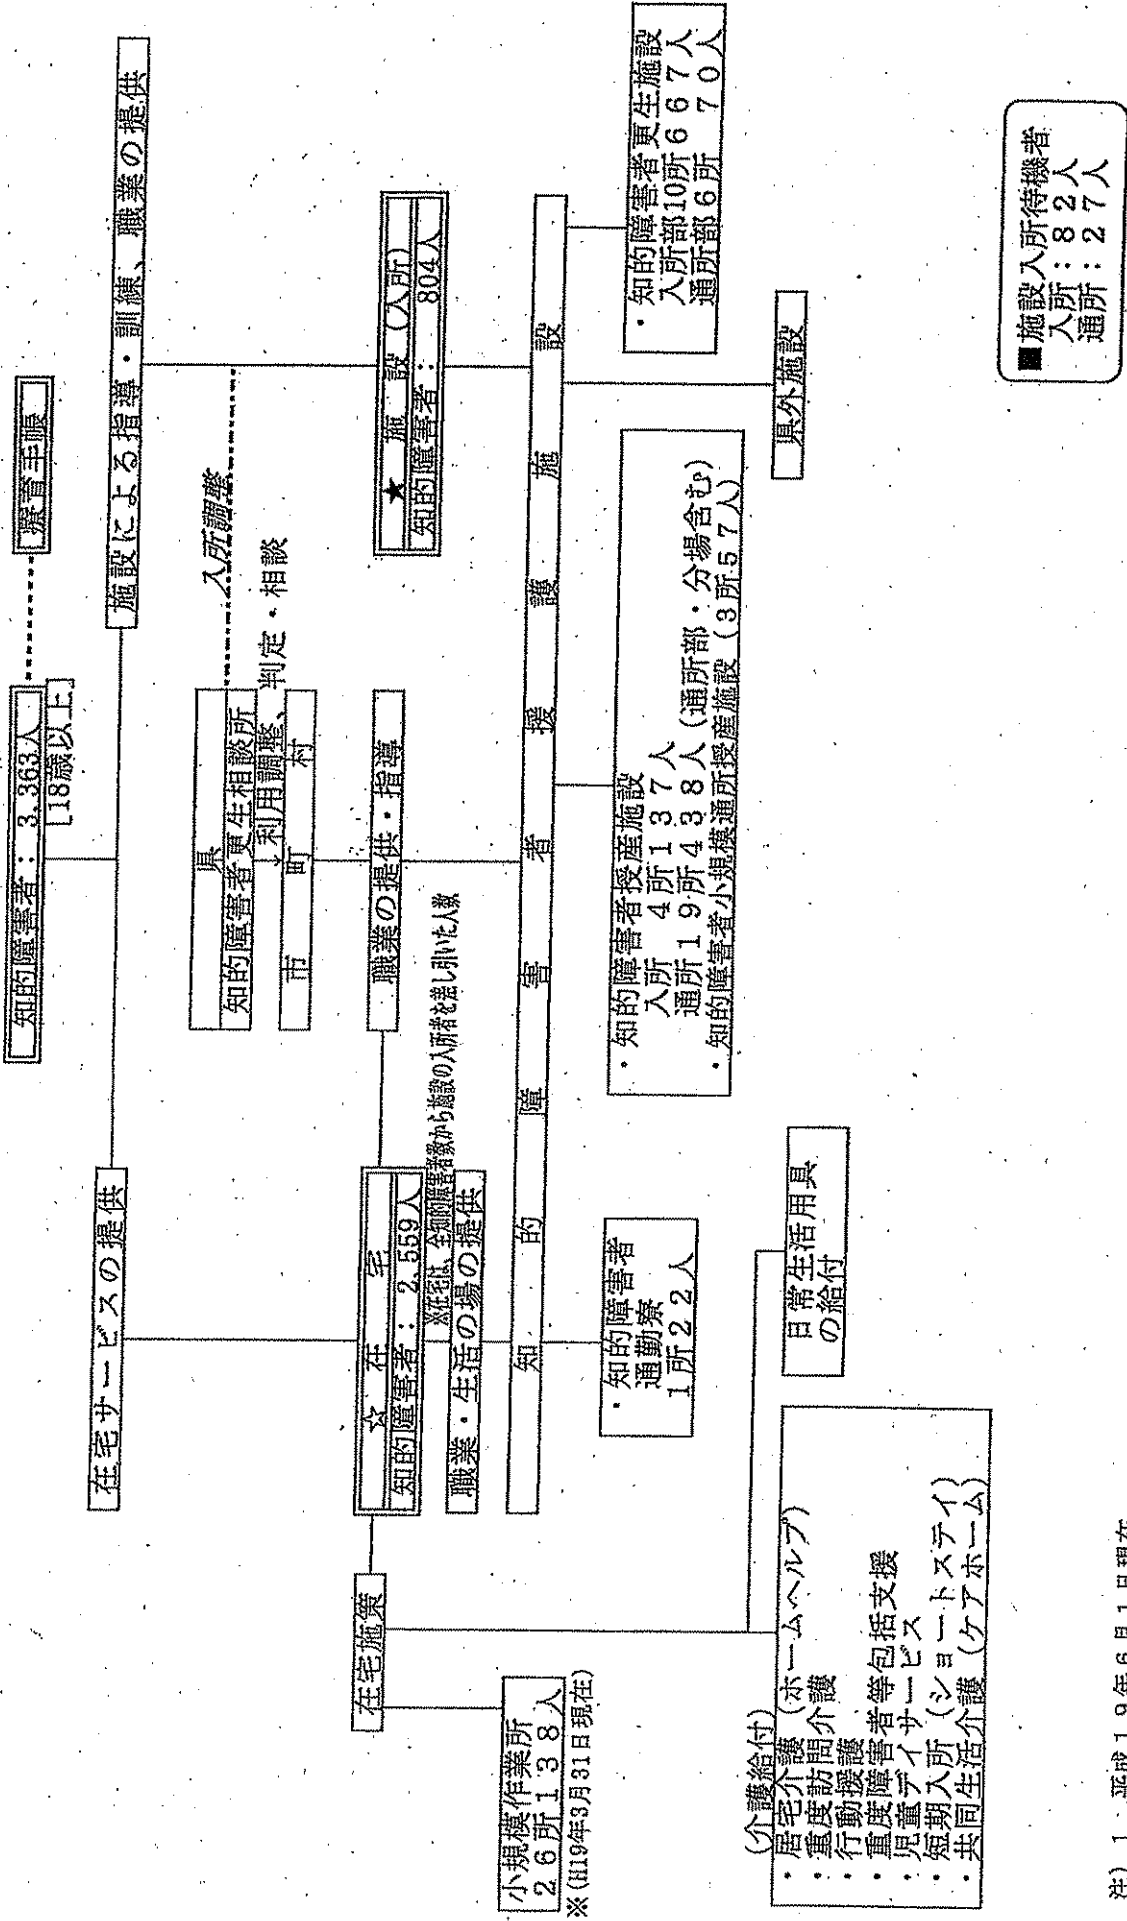 知的障害者： 3,363人
[18歳以上]
療育手帳
在宅サービスの提供
施設による指導・訓練、職業の提供
県
知的障害者更生相談所
入所調整
利用調整、判定・相談
市 町 村
在宅施策
☆ 在 宅
知的障害者： 2,559人
※在宅は、全知的障害者数から施設の入所者を差し引いた人数
職業の提供・指導
★ 施 設 (入所)
知的障害者： 804人
職業・生活の場の提供
小規模作業所
26所138人
※(H19年3月31日現在)
知 的 障 害 者 援 護 施 設
・知的障害者
通勤寮
1所22人
・知的障害者授産施設
入所 4所137人
通所19所438人 (通所部・分場含む)
・知的障害者小規模通所授産施設 (3所57人)
・知的障害者更生施設
入所部10所667人
通所部6所 70人
(介護給付)
・居宅介護 (ホームヘルプ)
・重度訪問介護
・行動援護
・重度障害者等包括支援
・児童デイサービス
・短期入所 (ショートステイ)
・共同生活介護 (ケアホーム)
日常生活用具
の給付
県外施設
■施設入所待機者
入所：82人
通所：27人
注) 1 平成19年6月1日現在